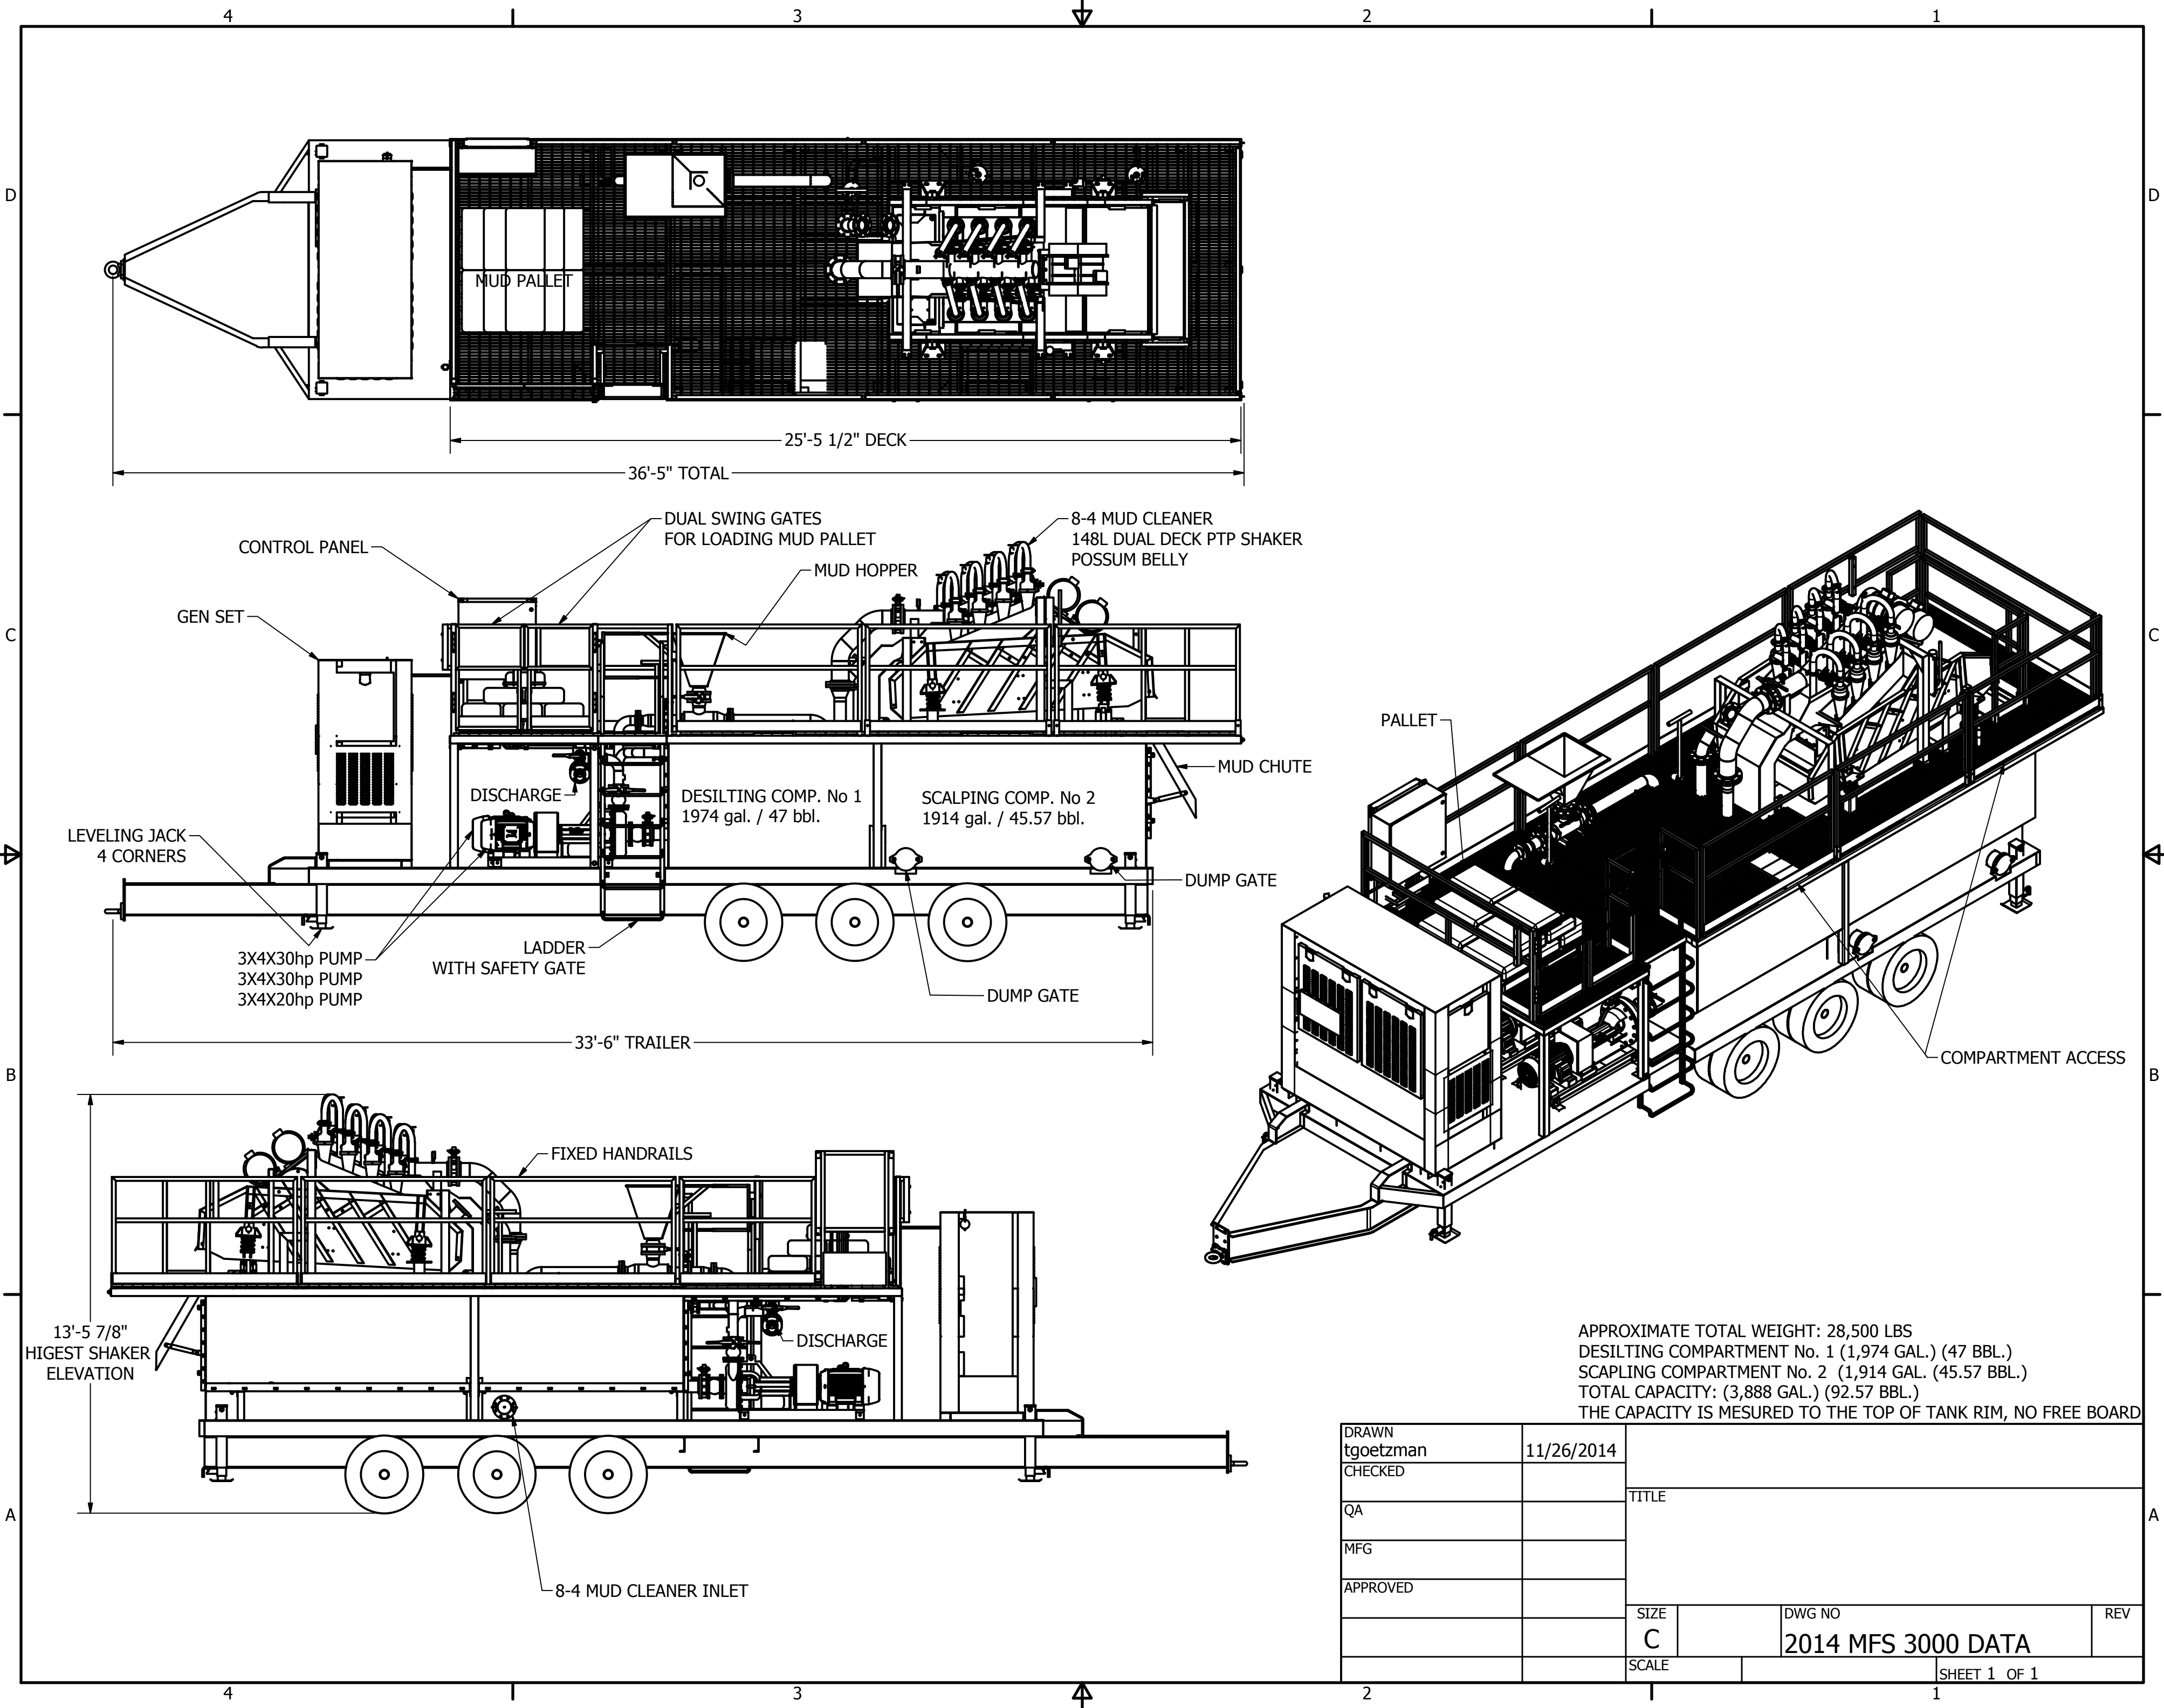 4 3 2 1
D D
MUD PALLET
25'-5 1/2" DECK
36'-5" TOTAL
CONTROL PANEL
DUAL SWING GATES
FOR LOADING MUD PALLET
8-4 MUD CLEANER
148L DUAL DECK PTP SHAKER
POSSUM BELLY
MUD HOPPER
GEN SET
C C
MUD CHUTE
DISCHARGE
DESILTING COMP. No 1
1974 gal. / 47 bbl.
SCALPING COMP. No 2
1914 gal. / 45.57 bbl.
LEVELING JACK
4 CORNERS
DUMP GATE
LADDER
WITH SAFETY GATE
3X4X30hp PUMP
3X4X30hp PUMP
3X4X20hp PUMP
DUMP GATE
33'-6" TRAILER
PALLET
COMPARTMENT ACCESS
B B
FIXED HANDRAILS
13'-5 7/8"
HIGEST SHAKER
ELEVATION
DISCHARGE
8-4 MUD CLEANER INLET
A A
APPROXIMATE TOTAL WEIGHT: 28,500 LBS
DESILTING COMPARTMENT No. 1 (1,974 GAL.) (47 BBL.)
SCAPLING COMPARTMENT No. 2 (1,914 GAL. (45.57 BBL.)
TOTAL CAPACITY: (3,888 GAL.) (92.57 BBL.)
THE CAPACITY IS MESURED TO THE TOP OF TANK RIM, NO FREE BOARD
DRAWN
tgoetzman 11/26/2014
CHECKED
QA
MFG
APPROVED
TITLE
SIZE
C
DWG NO
2014 MFS 3000 DATA
REV
SCALE
SHEET 1 OF 1
4 3 2 1